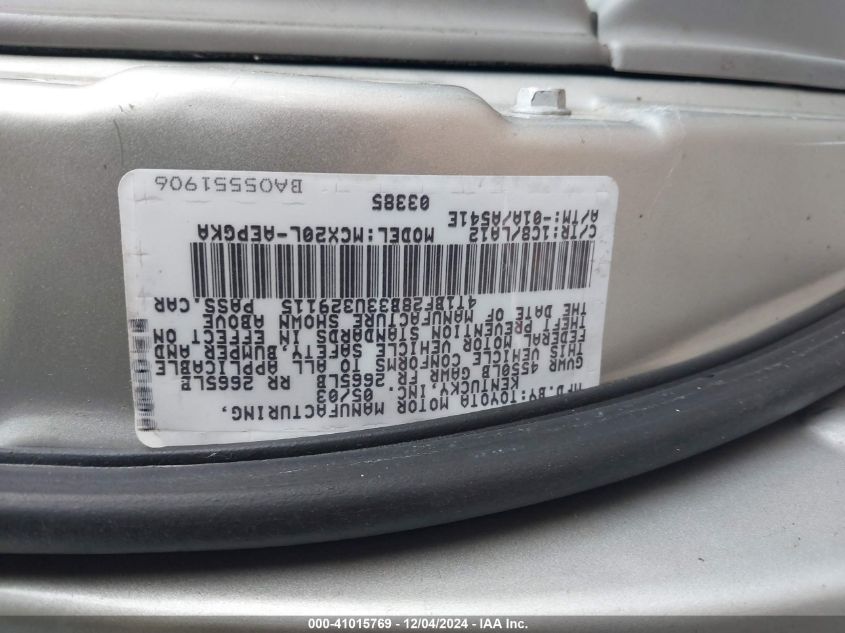 MFD.BY:TOYOTA MOTOR MANUFACTURING,
KENTUCKY,INC. 05/03
GVWR 4550LB GAWR FR 2665LB RR 2665LB
THIS VEHICLE CONFORMS TO ALL APPLICABLE
FEDERAL MOTOR VEHICLE SAFETY,BUMPER AND
THEFT PREVENTION STANDARDS IN EFFECT ON
THE DATE OF MANUFACTURE SHOWN ABOVE
4T1BF28B33U329115 PASS.CAR
C/TR:1C8/LA12 MODEL:MCX20L-AEPGKA
A/TM:-01A/A541E
03385
BA05551906
000-41015769 - 12/04/2024 - IAA Inc.